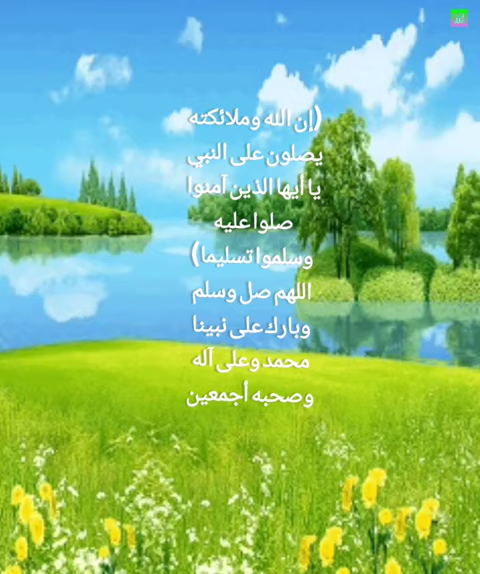 (إن الله وملائكته
يصلون على النبي
يا أيها الذين آمنوا
صلوا عليه
وسلموا تسليما)
اللهم صل وسلم
وبارك على نبينا
محمد وعلى آله
وصحبه أجمعين